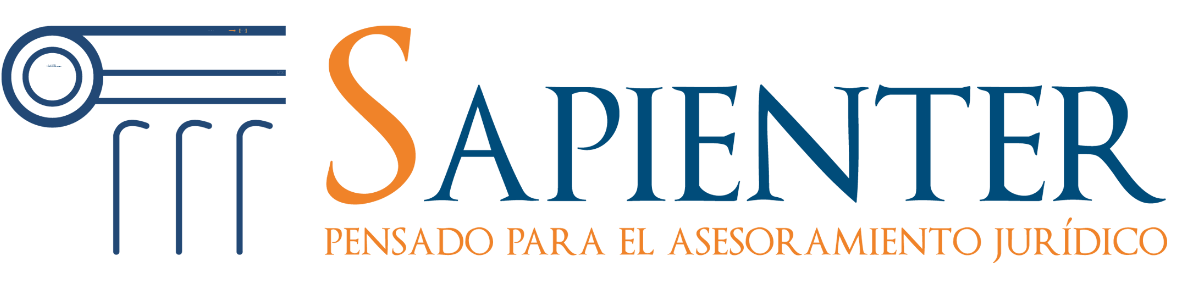 SAPIENTER
PENSADO PARA EL ASESORAMIENTO JURÍDICO